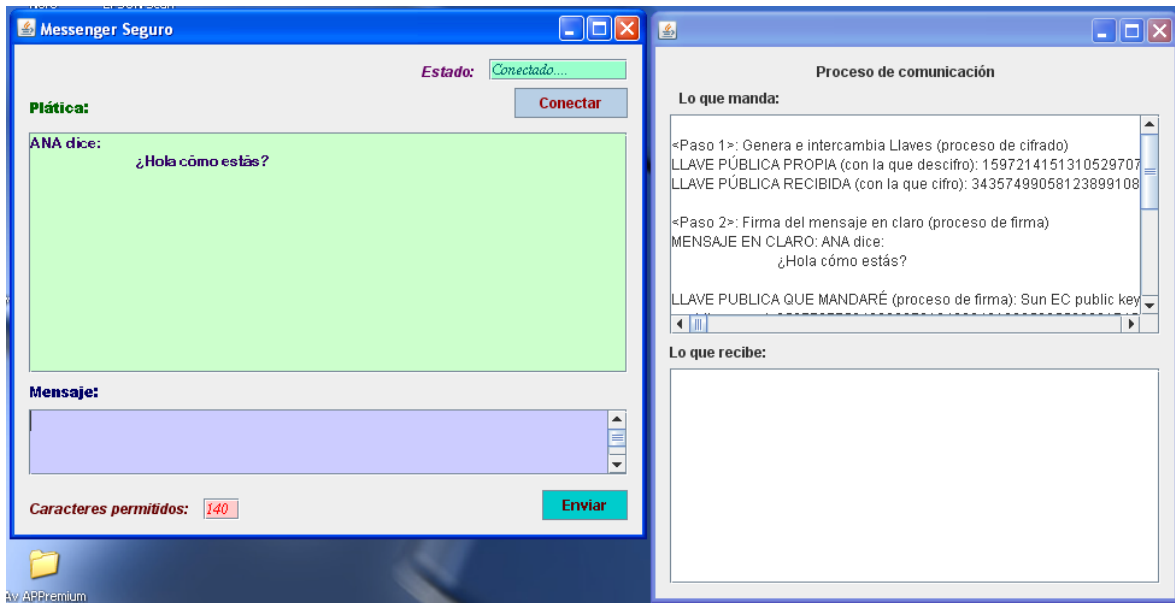 Messenger Seguro
Estado: Conectado....
Plática:
Conectar
ANA dice:
¿Hola cómo estás?
Mensaje:
Caracteres permitidos: 140
Enviar
Av APPremium
Proceso de comunicación
Lo que manda:
<Paso 1>: Genera e intercambia Llaves (proceso de cifrado)
LLAVE PÚBLICA PROPIA (con la que descifro): 1597214151310529707
LLAVE PÚBLICA RECIBIDA (con la que cifro): 34357499058123899108
<Paso 2>: Firma del mensaje en claro (proceso de firma)
MENSAJE EN CLARO: ANA dice:
¿Hola cómo estás?
LLAVE PUBLICA QUE MANDARÉ (proceso de firma): Sun EC public key
Lo que recibe: